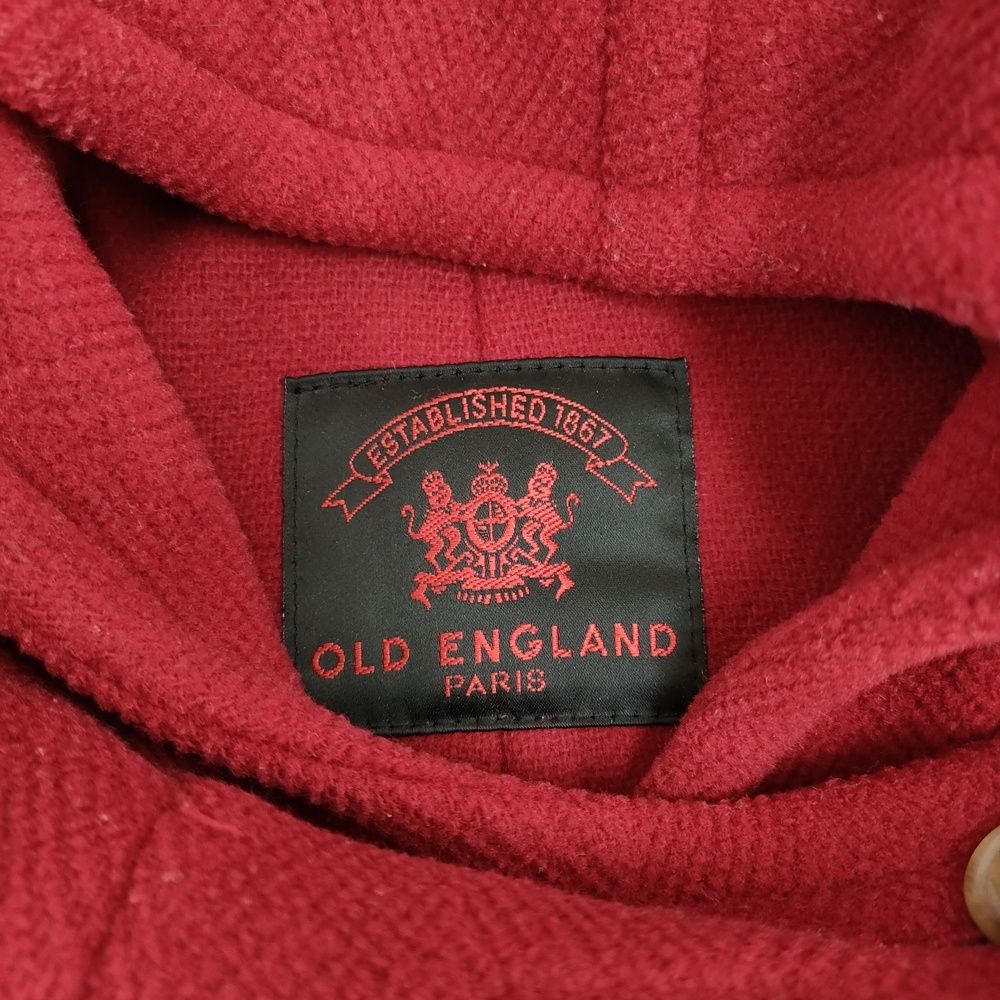 ESTABLISHED 1867
OLD ENGLAND
PARIS